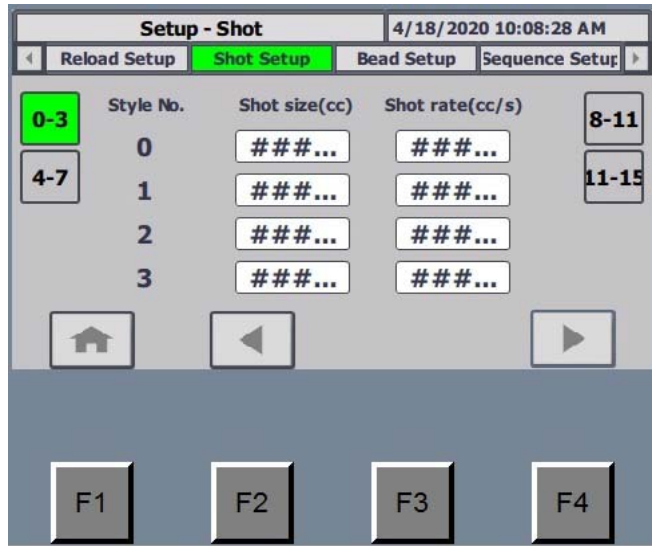 Setup - Shot 4/18/2020 10:08:28 AM
Reload Setup Shot Setup Bead Setup Sequence Setup
Style No. Shot size(cc) Shot rate(cc/s)
0-3 8-11
0 ###... ###...
4-7 11-15
1 ###... ###...
2 ###... ###...
3 ###... ###...
F1 F2 F3 F4